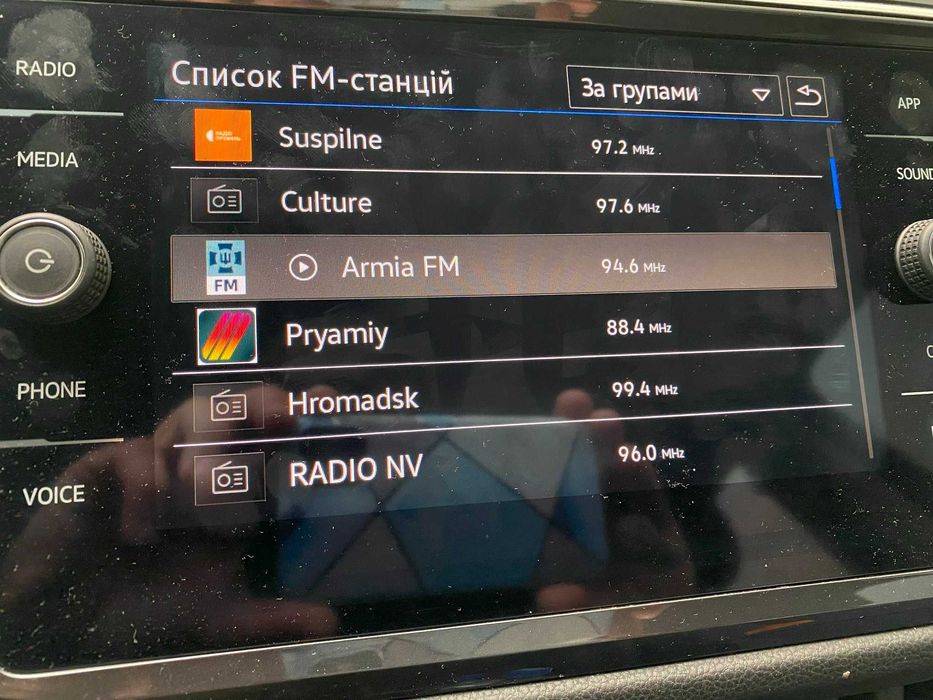 RADIO
MEDIA
PHONE
VOICE
Список FM-станцій
За групами
Suspilne 97.2 MHz
Culture 97.6 MHz
FM Armia FM 94.6 MHz
Pryamiy 88.4 MHz
Hromadsk 99.4 MHz
RADIO NV 96.0 MHz
APP
SOUND